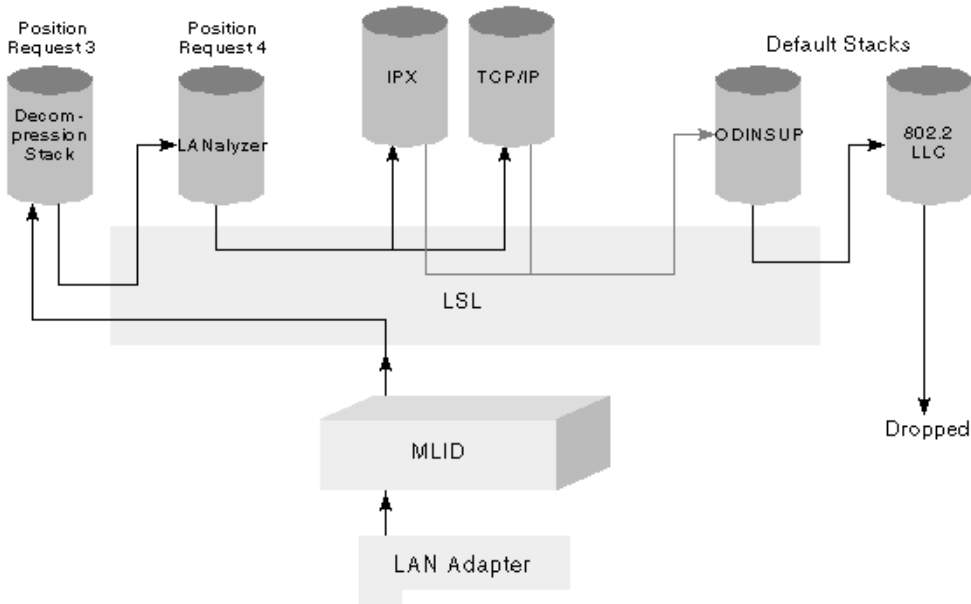 Position
Request 3
Position
Request 4
Default Stacks
Decom-
pression
Stack
LANalyzer
IPX
TCP/IP
ODINSUP
802.2
LLC
LSL
MLID
Dropped
LAN Adapter